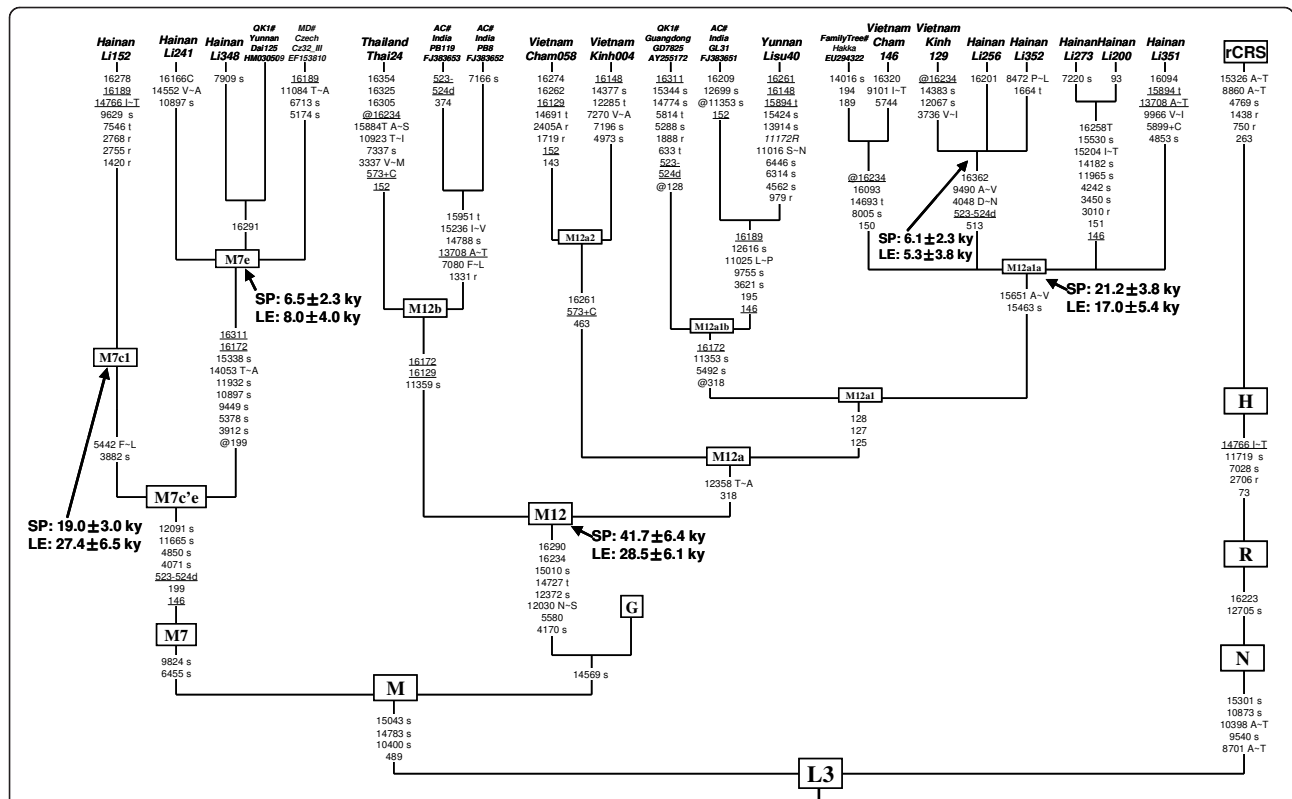 Hainan
Li152
16278
16189
14766 I~T
9629 s
7546 t
2768 r
2755 r
1420 r
Hainan
Li241
16166C
14552 V~A
10897 s
Hainan
Li348
7909 s
QK1#
Yunnan
Dai125
HM030509
MD#
Czech
Cz32_III
EF153810
16189
11084 T~A
6713 s
5174 s
16291
M7e
SP: 6.5±2.3 ky
LE: 8.0±4.0 ky
16311
16172
15338 s
14053 T~A
11932 s
10897 s
9449 s
5378 s
3912 s
@199
M7c1
5442 F~L
3882 s
M7c'e
SP: 19.0±3.0 ky
LE: 27.4±6.5 ky
12091 s
11665 s
4850 s
4071 s
523-524d
199
146
M7
9824 s
6455 s
Thailand
Thai24
16354
16325
16305
@16234
15884T A~S
10923 T~I
7337 s
3337 V~M
573+C
152
AC#
India
PB119
FJ383653
523-
524d
374
AC#
India
PB8
FJ383652
7166 s
15951 t
15236 I~V
14788 s
13708 A~T
7080 F~L
1331 r
M12b
16172
16129
11359 s
Vietnam
Cham058
16274
16262
16129
14691 t
2405A r
1719 r
152
143
Vietnam
Kinh004
16148
14377 s
12285 t
7270 V~A
7196 s
4973 s
M12a2
16261
573+C
463
QK1#
Guangdong
GD7825
AY255172
16311
15344 s
14774 s
5814 t
5288 s
1888 r
633 t
523-
524d
@128
AC#
India
GL31
FJ383651
16209
12699 s
@11353 s
152
Yunnan
Lisu40
16261
16148
15894 t
15424 s
13914 s
11172R
11016 S~N
6446 s
6314 s
4562 s
979 r
16189
12616 s
11025 L~P
9755 s
3621 s
195
146
M12a1b
16172
11353 s
5492 s
@318
FamilyTree#
Hakka
EU294322
14016 s
194
189
Vietnam
Cham
146
16320
9101 I~T
5744
@16234
16093
14693 t
8005 s
150
Vietnam
Kinh
129
@16234
14383 s
12067 s
3736 V~I
Hainan
Li256
16201
Hainan
Li352
8472 P~L
1664 t
16362
9490 A~V
4048 D~N
523-524d
513
SP: 6.1±2.3 ky
LE: 5.3±3.8 ky
Hainan
Li273
7220 s
Hainan
Li200
93
16258T
15530 s
15204 I~T
14182 s
11965 s
4242 s
3450 s
3010 r
151
146
Hainan
Li351
16094
15894 t
13708 A~T
9966 V~I
5899+C
4853 s
M12a1a
SP: 21.2±3.8 ky
LE: 17.0±5.4 ky
15651 A~V
15463 s
M12a1
128
127
125
M12a
12358 T~A
318
M12
SP: 41.7±6.4 ky
LE: 28.5±6.1 ky
16290
16234
15010 s
14727 t
12372 s
12030 N~S
5580
4170 s
G
14569 s
M
15043 s
14783 s
10400 s
489
rCRS
15326 A~T
8860 A~T
4769 s
1438 r
750 r
263
H
14766 I~T
11719 s
7028 s
2706 r
73
R
16223
12705 s
N
15301 s
10873 s
10398 A~T
9540 s
8701 A~T
L3